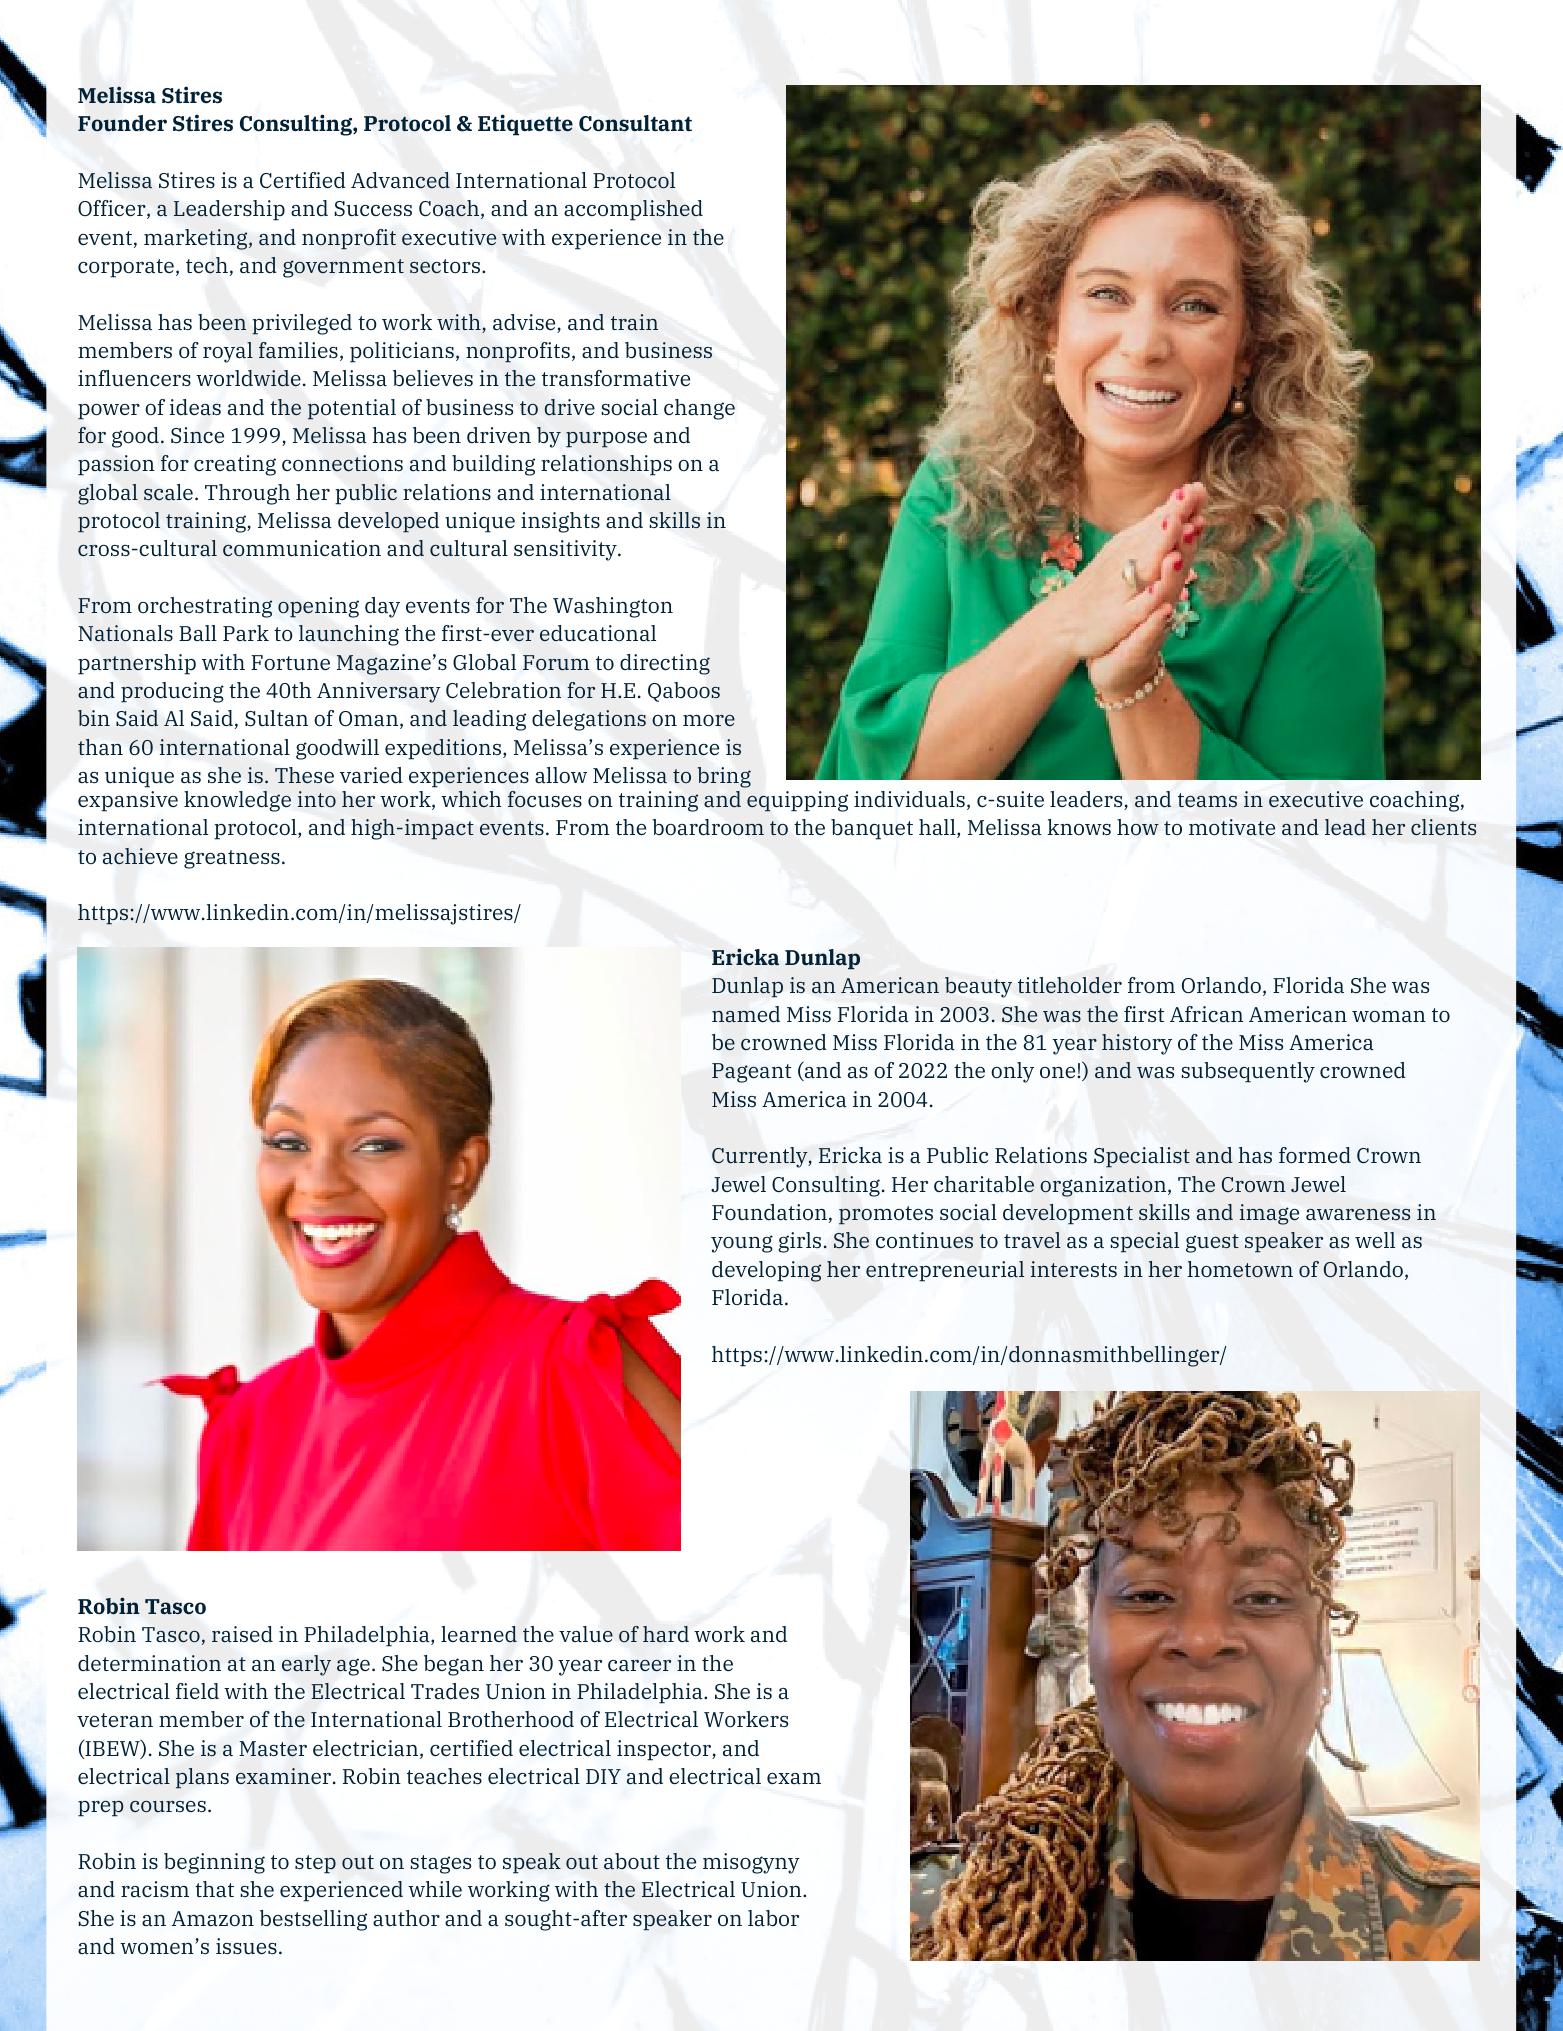 Melissa Stires
Founder Stires Consulting, Protocol & Etiquette Consultant
Melissa Stires is a Certified Advanced International Protocol
Officer, a Leadership and Success Coach, and an accomplished
event, marketing, and nonprofit executive with experience in the
corporate, tech, and government sectors.
Melissa has been privileged to work with, advise, and train
members of royal families, politicians, nonprofits, and business
influencers worldwide. Melissa believes in the transformative
power of ideas and the potential of business to drive social change
for good. Since 1999, Melissa has been driven by purpose and
passion for creating connections and building relationships on a
global scale. Through her public relations and international
protocol training, Melissa developed unique insights and skills in
cross-cultural communication and cultural sensitivity.
From orchestrating opening day events for The Washington
Nationals Ball Park to launching the first-ever educational
partnership with Fortune Magazine’s Global Forum to directing
and producing the 40th Anniversary Celebration for H.E. Qaboos
bin Said Al Said, Sultan of Oman, and leading delegations on more
than 60 international goodwill expeditions, Melissa’s experience is
as unique as she is. These varied experiences allow Melissa to bring
expansive knowledge into her work, which focuses on training and equipping individuals, c-suite leaders, and teams in executive coaching,
international protocol, and high-impact events. From the boardroom to the banquet hall, Melissa knows how to motivate and lead her clients
to achieve greatness.
https://www.linkedin.com/in/melissajstires/
Ericka Dunlap
Dunlap is an American beauty titleholder from Orlando, Florida She was
named Miss Florida in 2003. She was the first African American woman to
be crowned Miss Florida in the 81 year history of the Miss America
Pageant (and as of 2022 the only one!) and was subsequently crowned
Miss America in 2004.
Currently, Ericka is a Public Relations Specialist and has formed Crown
Jewel Consulting. Her charitable organization, The Crown Jewel
Foundation, promotes social development skills and image awareness in
young girls. She continues to travel as a special guest speaker as well as
developing her entrepreneurial interests in her hometown of Orlando,
Florida.
https://www.linkedin.com/in/donnasmithbellinger/
Robin Tasco
Robin Tasco, raised in Philadelphia, learned the value of hard work and
determination at an early age. She began her 30 year career in the
electrical field with the Electrical Trades Union in Philadelphia. She is a
veteran member of the International Brotherhood of Electrical Workers
(IBEW). She is a Master electrician, certified electrical inspector, and
electrical plans examiner. Robin teaches electrical DIY and electrical exam
prep courses.
Robin is beginning to step out on stages to speak out about the misogyny
and racism that she experienced while working with the Electrical Union.
She is an Amazon bestselling author and a sought-after speaker on labor
and women’s issues.